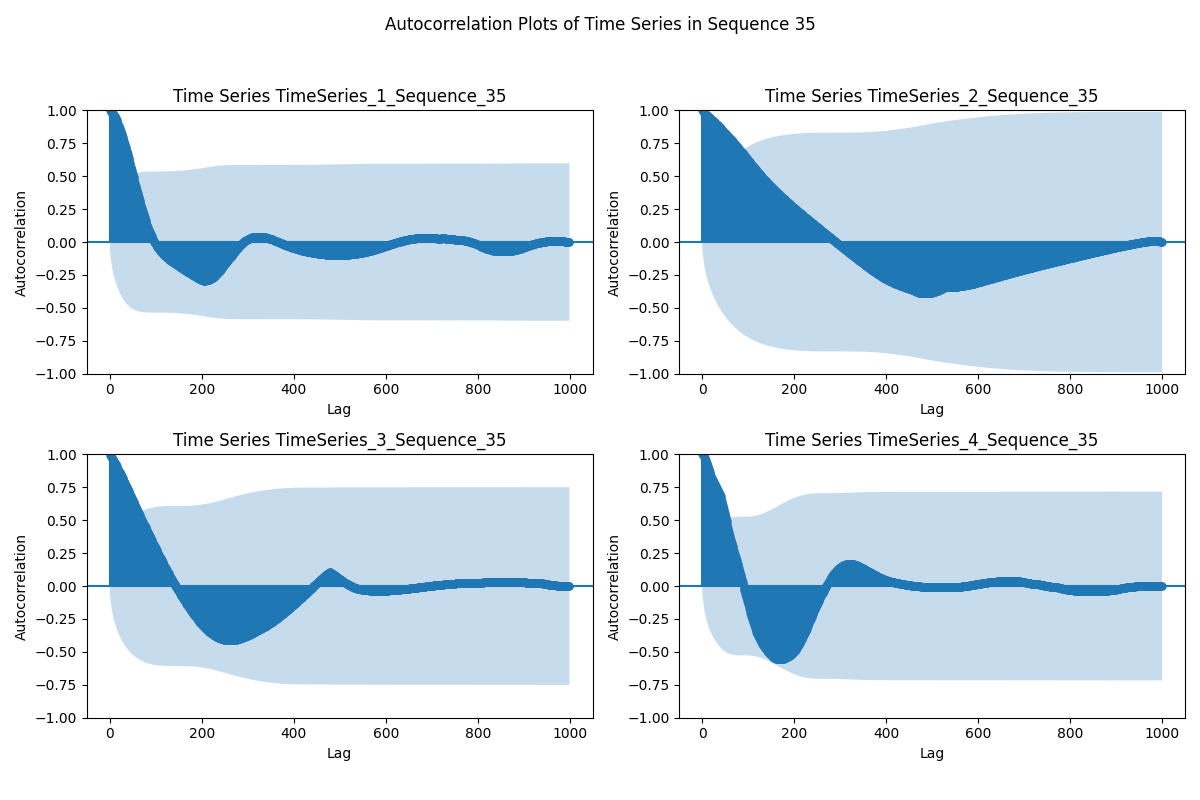 Autocorrelation Plots of Time Series in Sequence 35
Time Series TimeSeries_1_Sequence_35
1.00
0.75
0.50
0.25
0.00
−0.25
−0.50
−0.75
−1.00
Autocorrelation
0 200 400 600 800 1000
Lag
Time Series TimeSeries_2_Sequence_35
1.00
0.75
0.50
0.25
0.00
−0.25
−0.50
−0.75
−1.00
Autocorrelation
0 200 400 600 800 1000
Lag
Time Series TimeSeries_3_Sequence_35
1.00
0.75
0.50
0.25
0.00
−0.25
−0.50
−0.75
−1.00
Autocorrelation
0 200 400 600 800 1000
Lag
Time Series TimeSeries_4_Sequence_35
1.00
0.75
0.50
0.25
0.00
−0.25
−0.50
−0.75
−1.00
Autocorrelation
0 200 400 600 800 1000
Lag